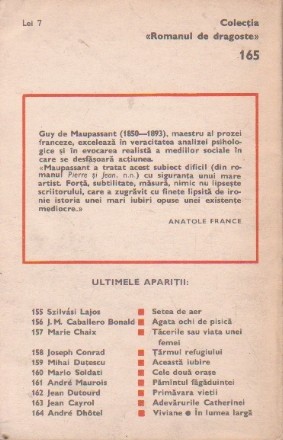 Lei 7
Colecția
«Romanul de dragoste»
165
Guy de Maupassant (1850—1893), maestru al prozei
franceze, excelează în veracitatea analizei psiholo-
gice și în evocarea realistă a mediilor sociale în
care se desfășoară acțiunea.
«Maupassant a tratat acest subiect dificil (din ro-
manul Pierre și Jean, n.n.) cu siguranța unui mare
artist. Forță, subtilitate, măsură, nimic nu lipsește
scriitorului, care a zugrăvit cu finețe lipsită de iro-
nie istoria unei mari iubiri opuse unei existențe
mediocre.»
ANATOLE FRANCE
ULTIMELE APARIȚII:
155 Szilvási Lajos Setea de aer
156 J. M. Caballero Bonald Agata ochi de pisică
157 Marie Chaix Tăcerile sau viața unei
femei
158 Joseph Conrad Țărmul refugiului
159 Mihai Duțescu Această iubire
160 Mario Soldati Cele două orașe
161 André Maurois Pămîntul făgăduinței
162 Jean Dutourd Primăvara vieții
163 Jean Cayrol Adevărurile Catherinei
164 André Dhôtel Viviane ● În lumea largă